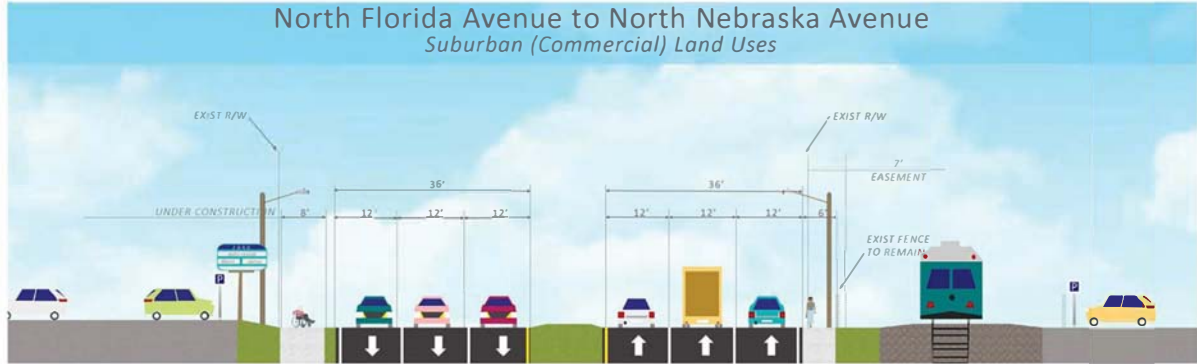 North Florida Avenue to North Nebraska Avenue
Suburban (Commercial) Land Uses
EXIST R/W
EXIST R/W
7'
EASEMENT
36'
36'
UNDER CONSTRUCTION
8'
12'
12'
12'
12'
12'
12'
6'
EXIST FENCE
TO REMAIN
P
P